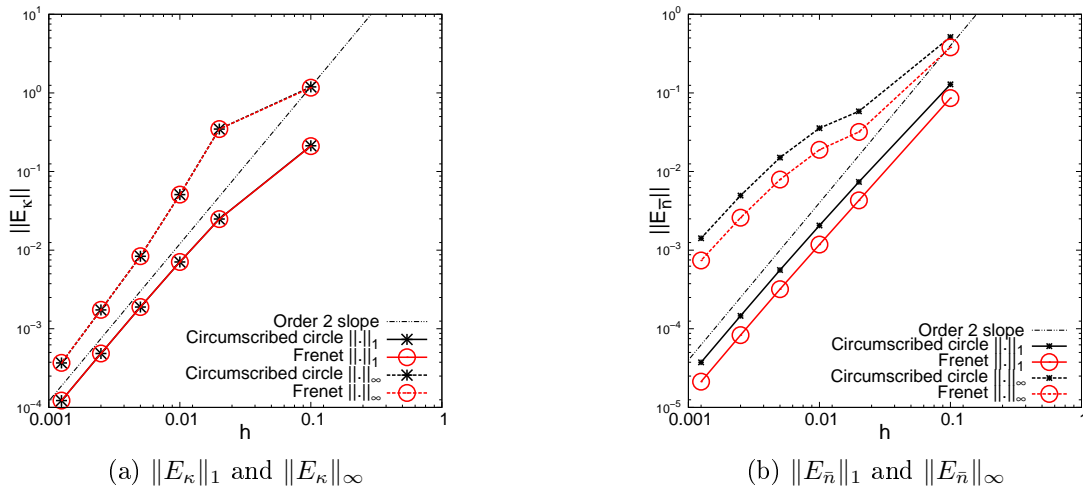 10^1
10^0
10^-1
10^-2
10^-3
10^-4
||E_κ||
0.001
0.01
0.1
1
h
Order 2 slope
Circumscribed circle ||.||_1
Frenet ||.||_1
Circumscribed circle ||.||_∞
Frenet ||.||_∞
(a) ‖E_κ‖_1 and ‖E_κ‖_∞
10^0
10^-1
10^-2
10^-3
10^-4
10^-5
||E_n̄||
0.001
0.01
0.1
1
h
Order 2 slope
Circumscribed circle ||.||_1
Frenet ||.||_1
Circumscribed circle ||.||_∞
Frenet ||.||_∞
(b) ‖E_n̄‖_1 and ‖E_n̄‖_∞